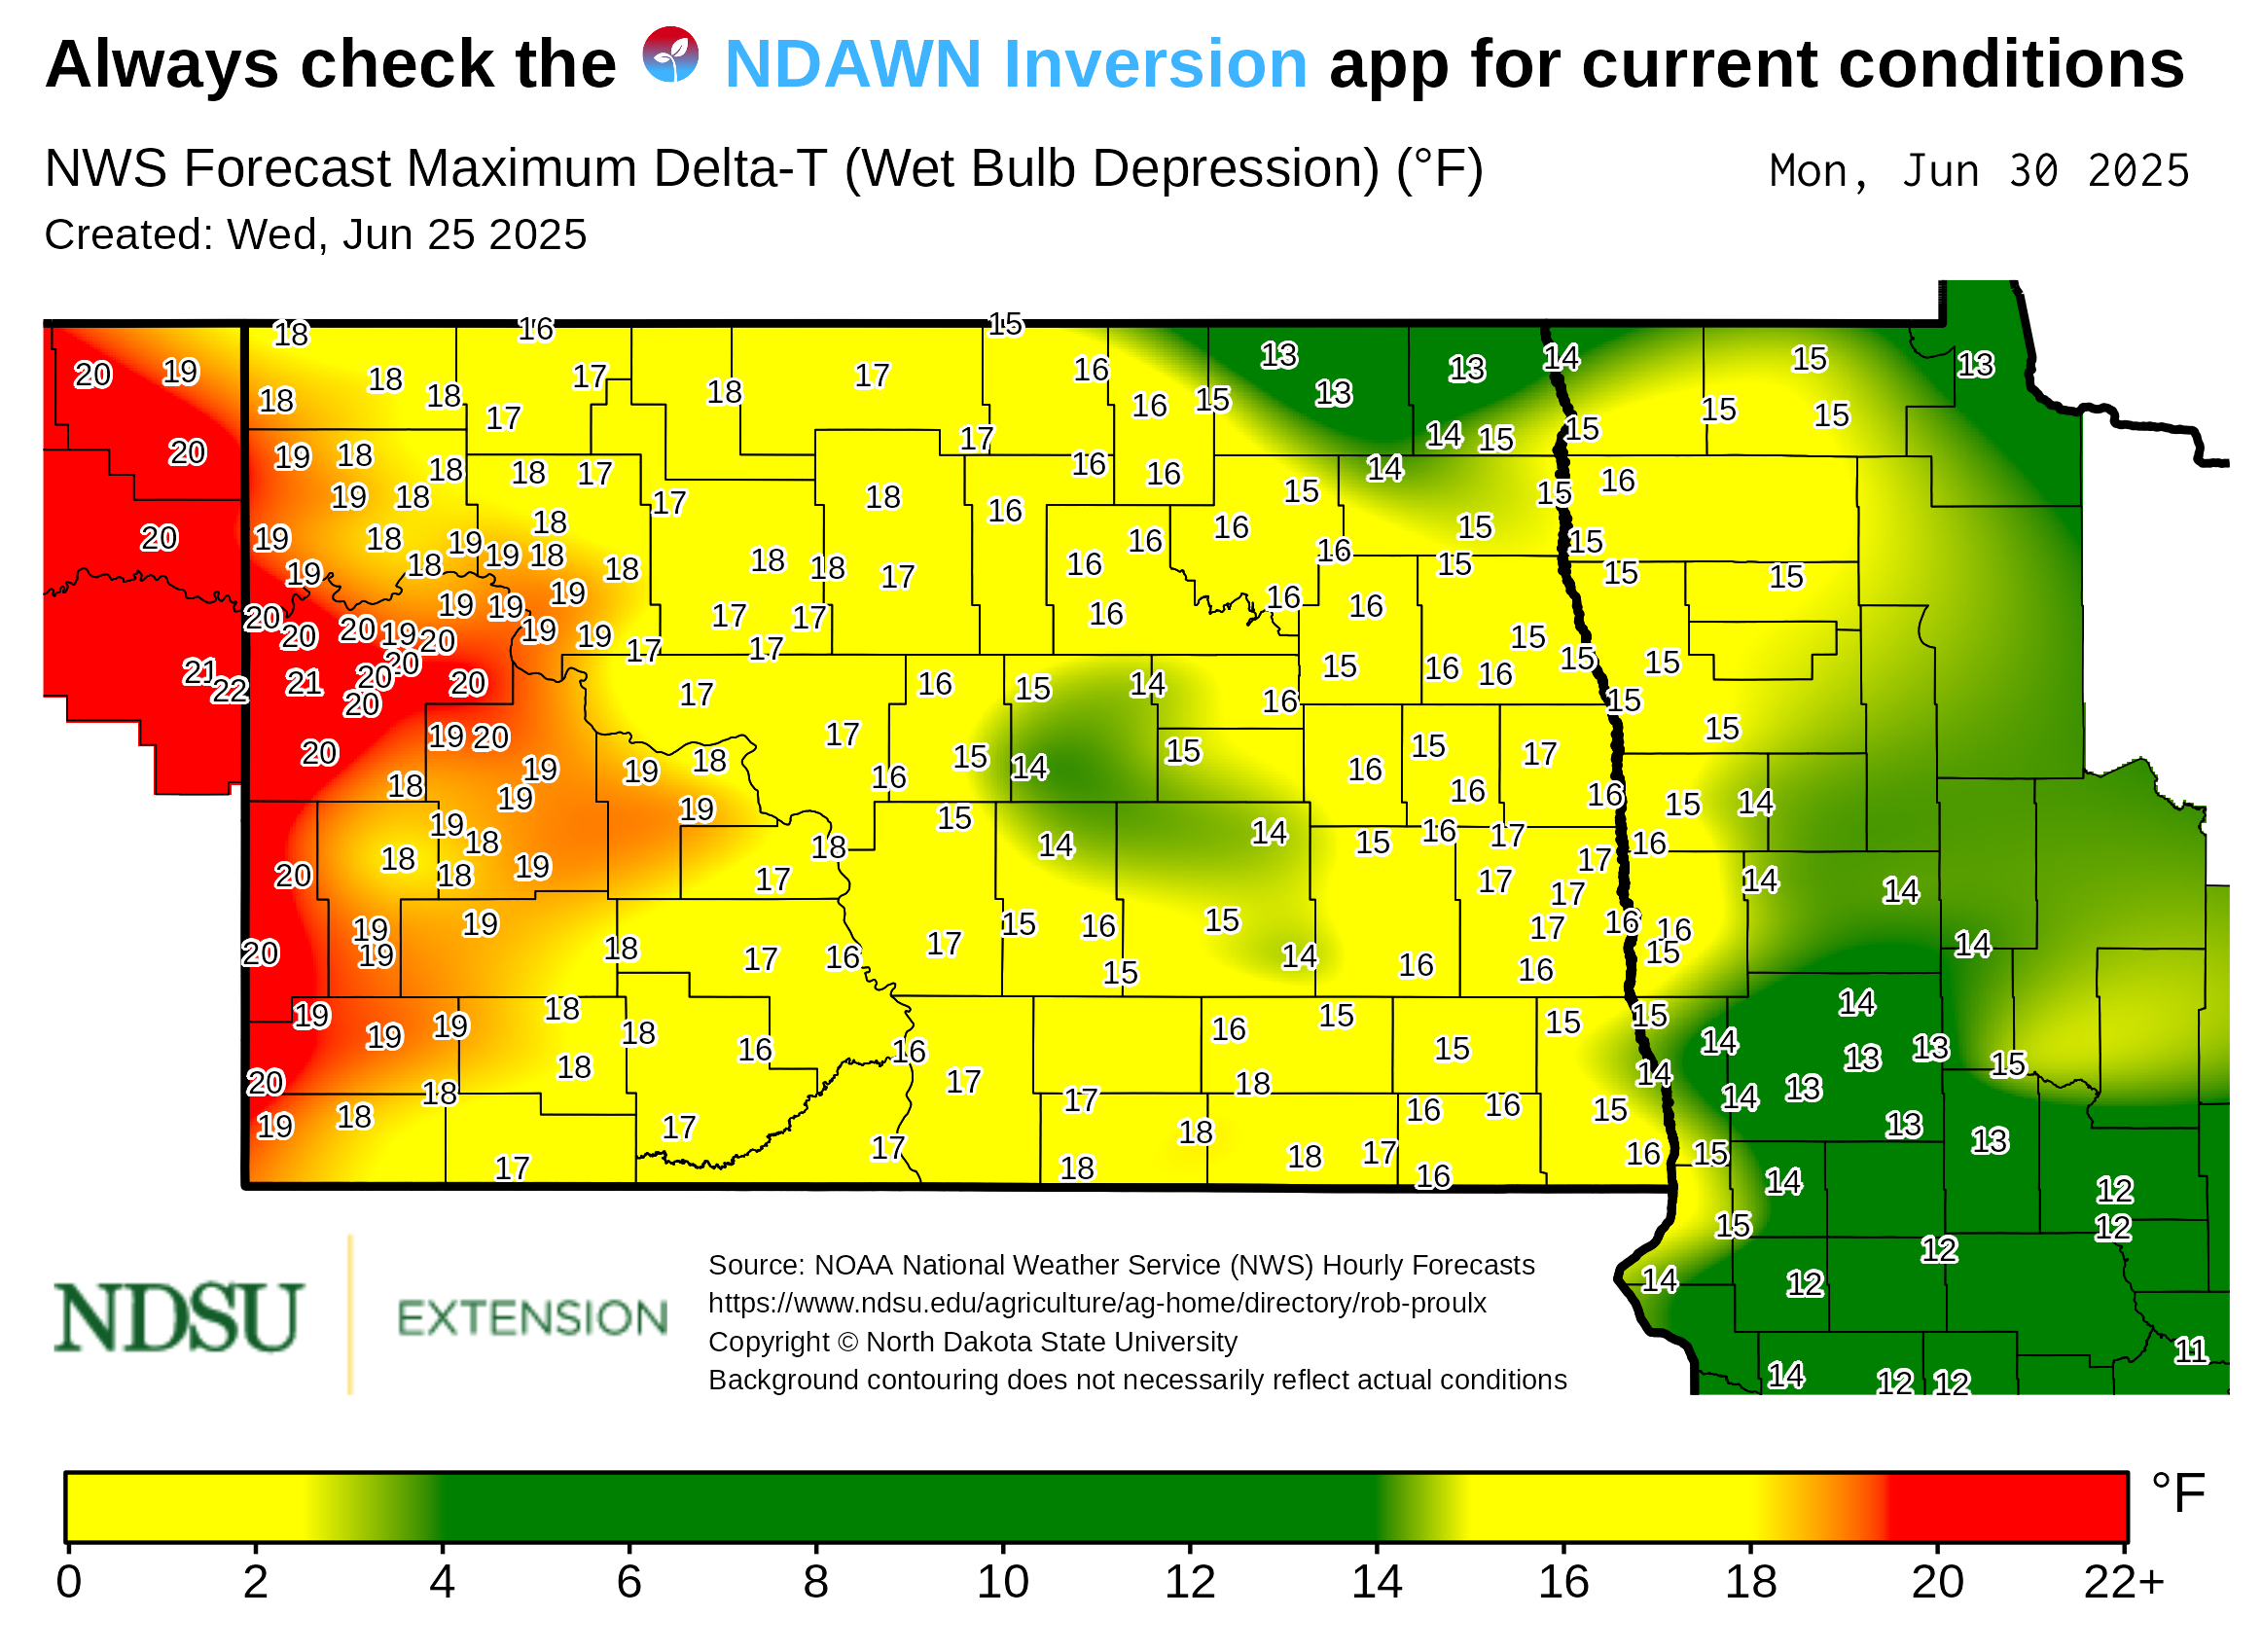 Always check the NDAWN Inversion app for current conditions
NWS Forecast Maximum Delta-T (Wet Bulb Depression) (°F) Mon, Jun 30 2025
Created: Wed, Jun 25 2025
18 16 15
20 19 18 18 18 17 17 18 17 16 16 15 13 13 13 14 15 13
17 17 14 15 15 15 15
20 19 18 18 18 17 16 16 14 15 16
19 18 17 18 16 15 15
20 19 18 19 19 18 18 18 18 18 17 16 16 16 16 15 15 15
19 18 19 19 19 16 16 16 15 15
20 20 20 19 20 19 19 17 17 17 17 15 15 15
21 22 21 20 20 20 20 17 16 15 14 16 15 16 16 15
20 19 20 19 19 18 17 16 15 14 15 16 15 17 15
18 19 19 15 15 16 15 14
19 18 18 14 14 15 16 17 16
20 18 18 19 17 17 17 17 14 14
19 19 19 18 17 16 17 15 16 15 15 14 16 17 16 16 15 14
20 16
19 19 19 18 18 18 16 16 17 16 15 15 15 15 14 14 13 13 15
20 19 18 18 17 18 14 14 13
17 17 17 18 18 18 17 16 16 16 15 16 15 14 13 13
15 12 12 12
14 12
11
14 12 12
NDSU EXTENSION
Source: NOAA National Weather Service (NWS) Hourly Forecasts
https://www.ndsu.edu/agriculture/ag-home/directory/rob-proulx
Copyright © North Dakota State University
Background contouring does not necessarily reflect actual conditions
°F
0 2 4 6 8 10 12 14 16 18 20 22+